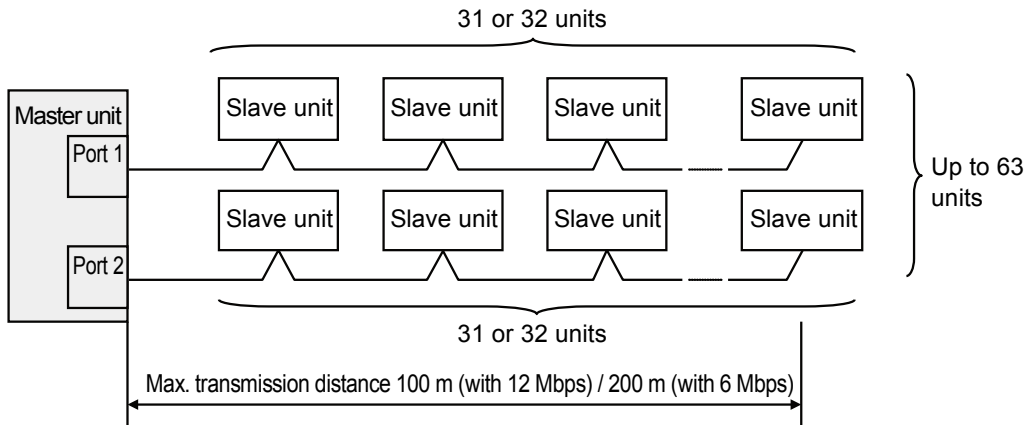 31 or 32 units
Master unit
Port 1
Slave unit
Slave unit
Slave unit
Slave unit
Up to 63
units
Port 2
Slave unit
Slave unit
Slave unit
Slave unit
31 or 32 units
Max. transmission distance 100 m (with 12 Mbps) / 200 m (with 6 Mbps)